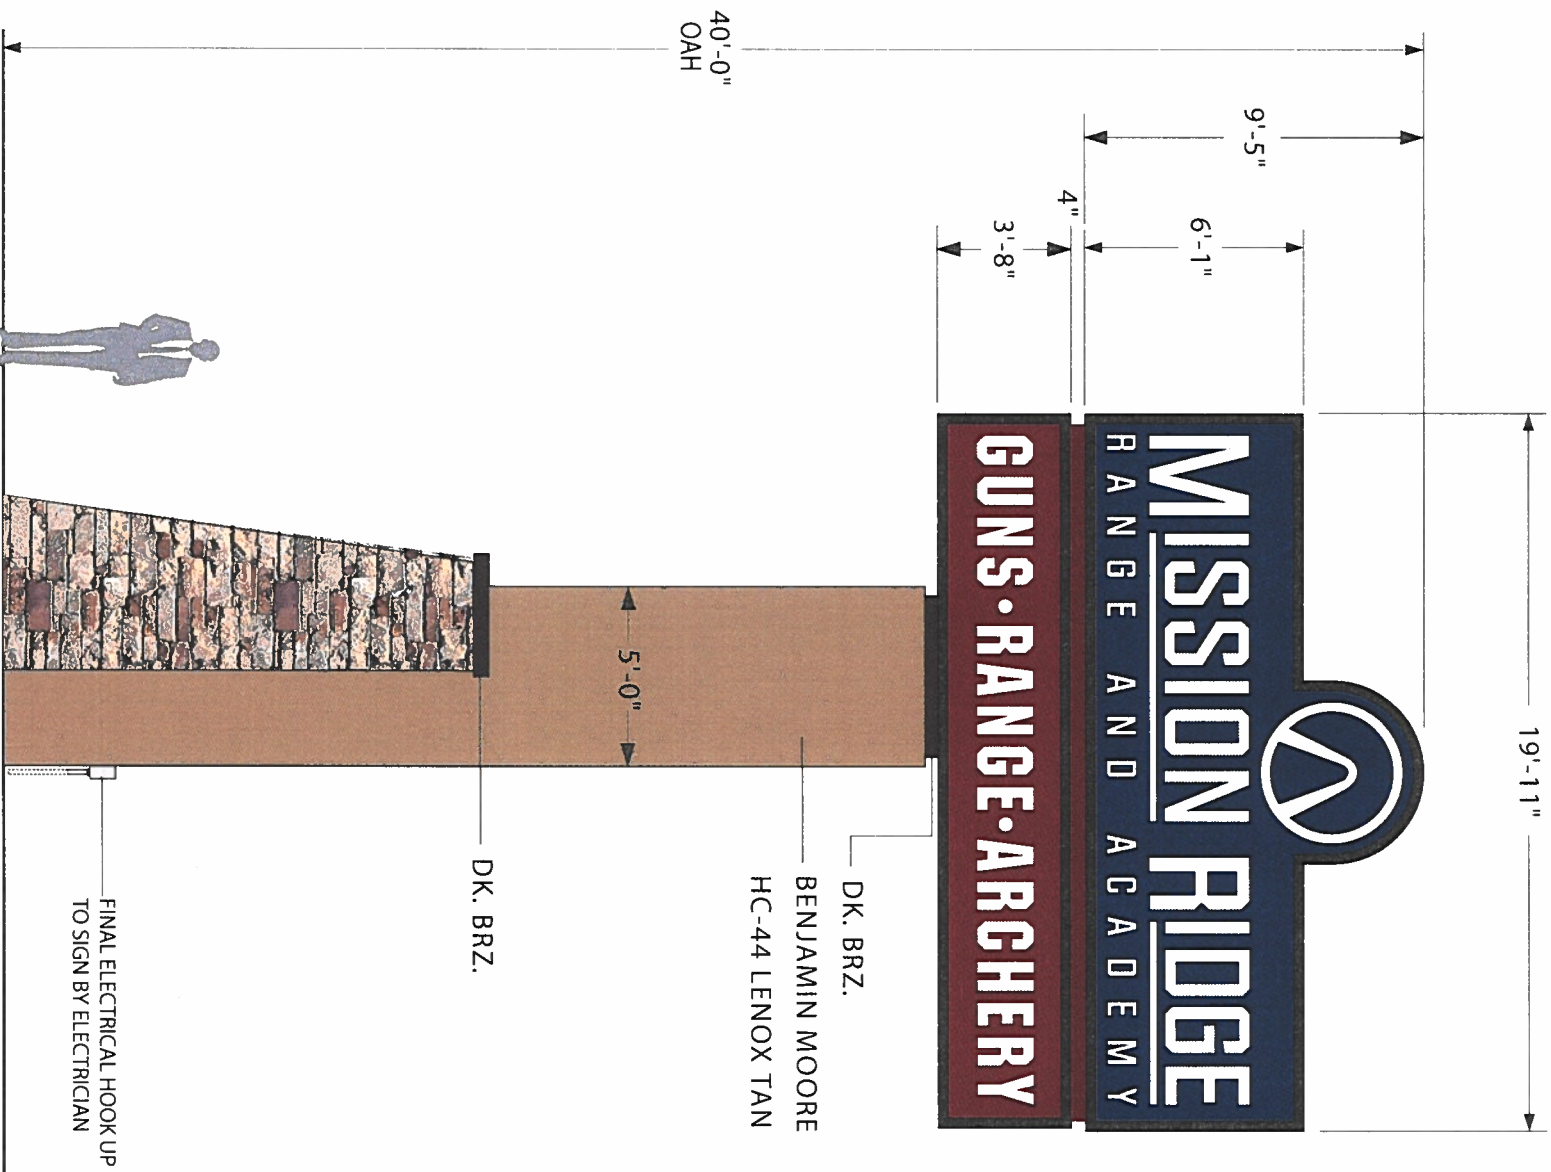 19'-11"
40'-0"
OAH
9'-5"
6'-1"
4"
3'-8"
MISSION RIDGE
RANGE AND ACADEMY
GUNS•RANGE•ARCHERY
DK. BRZ.
BENJAMIN MOORE
HC-44 LENOX TAN
5'-0"
DK. BRZ.
FINAL ELECTRICAL HOOK UP
TO SIGN BY ELECTRICIAN